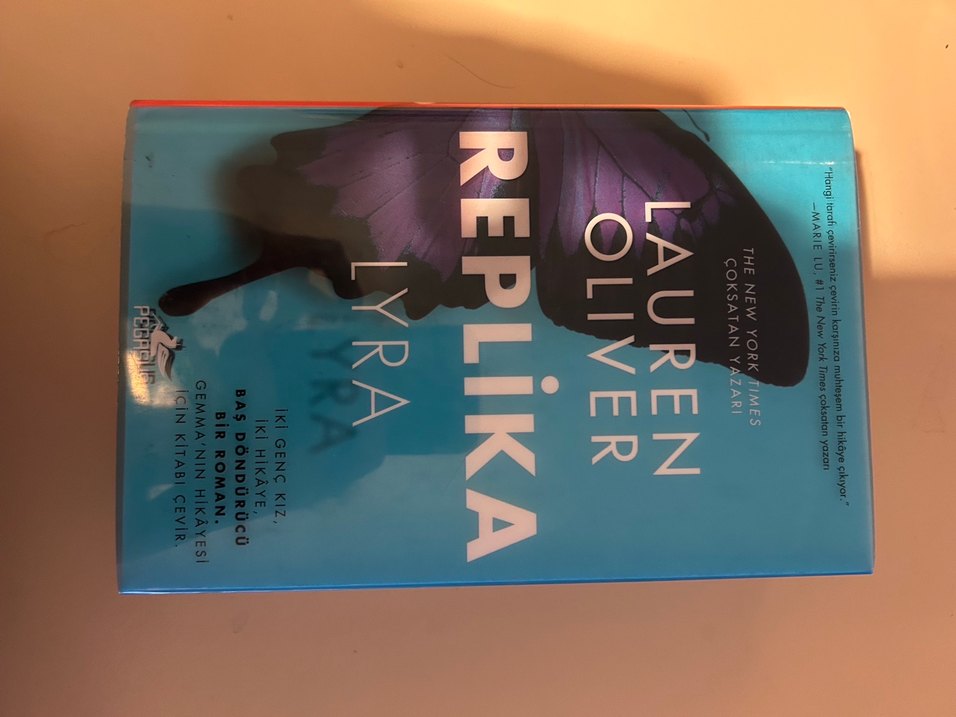 "Hangi tarafı çevirirseniz çevirin karşınıza muhteşem bir hikâye çıkıyor."
—MARIE LU, #1 The New York Times çoksatan yazarı
THE NEW YORK TIMES
ÇOKSATAN YAZARI
LAUREN
OLIVER
REPLİKA
LYRA
İKİ GENÇ KIZ,
İKİ HİKÂYE,
BAŞ DÖNDÜRÜCÜ
BİR ROMAN.
GEMMA'NIN HİKÂYESİ
İÇİN KİTABI ÇEVİR.
PEGASUS